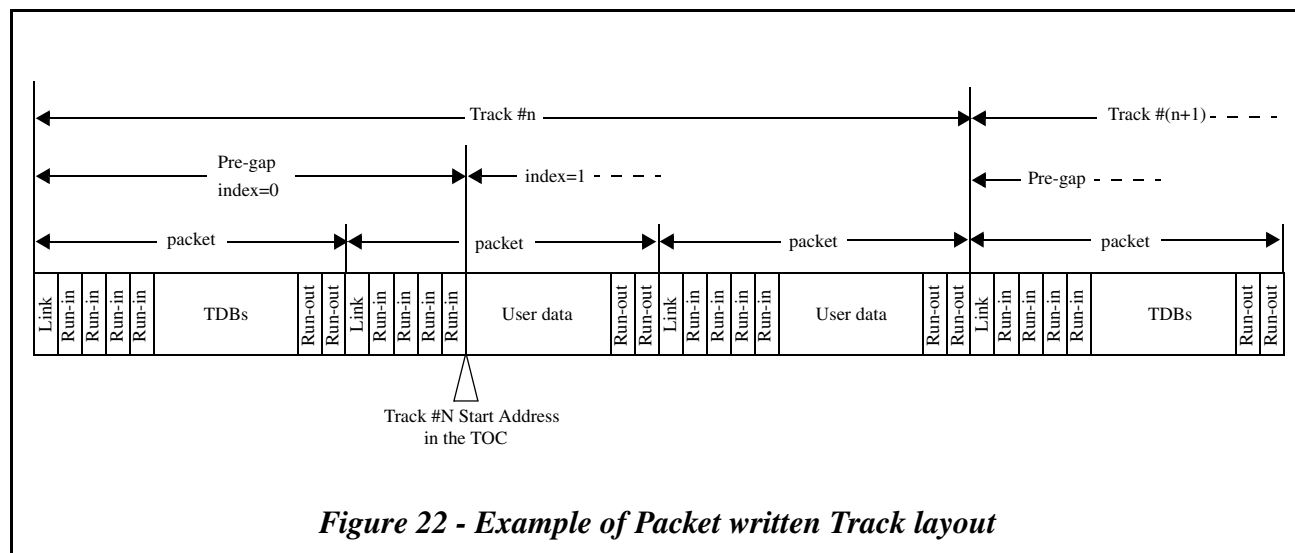 Track #n
Track #(n+1)
Pre-gap
index=0
index=1
Pre-gap
packet
packet
packet
packet
Link
Run-in
Run-in
Run-in
Run-in
TDBs
Run-out
Run-out
Link
Run-in
Run-in
Run-in
Run-in
User data
Run-out
Run-out
Link
Run-in
Run-in
Run-in
Run-in
User data
Run-out
Run-out
Link
Run-in
Run-in
Run-in
Run-in
TDBs
Run-out
Run-out
Track #N Start Address
in the TOC
Figure 22 - Example of Packet written Track layout